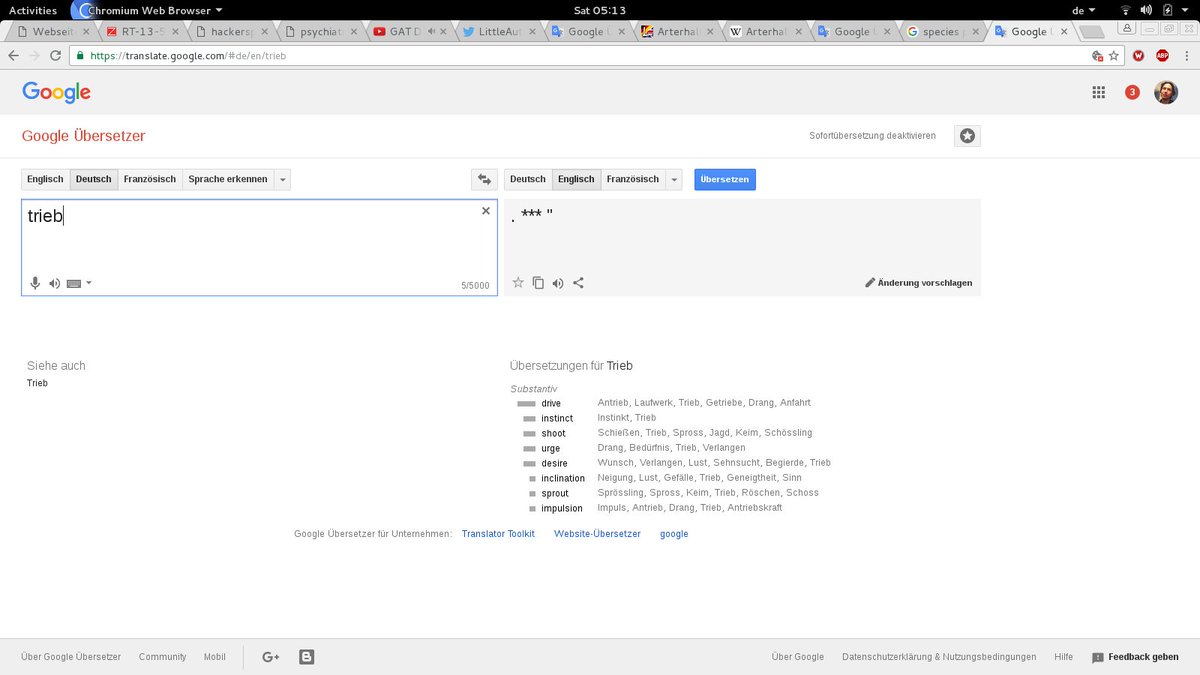 Activities Chromium Web Browser Sat 05:13 de
Webseit RT-13-5 hackersp psychiat GAT D LittleAut Google Ü Arterhal Arterhal Google Ü species p Google Ü
https://translate.google.com/#de/en/trieb W ABP
Google 3
Google Übersetzer Sofortübersetzung deaktivieren
Englisch Deutsch Französisch Sprache erkennen Deutsch Englisch Französisch Übersetzen
trieb . *** "
5/5000 Änderung vorschlagen
Siehe auch Übersetzungen für Trieb
Trieb Substantiv
drive Antrieb, Laufwerk, Trieb, Getriebe, Drang, Anfahrt
instinct Instinkt, Trieb
shoot Schießen, Trieb, Spross, Jagd, Keim, Schössling
urge Drang, Bedürfnis, Trieb, Verlangen
desire Wunsch, Verlangen, Lust, Sehnsucht, Begierde, Trieb
inclination Neigung, Lust, Gefälle, Trieb, Geneigtheit, Sinn
sprout Sprössling, Spross, Keim, Trieb, Röschen, Schoss
impulsion Impuls, Antrieb, Drang, Trieb, Antriebskraft
Google Übersetzer für Unternehmen: Translator Toolkit Website-Übersetzer google
Über Google Übersetzer Community Mobil G+ B Über Google Datenschutzerklärung & Nutzungsbedingungen Hilfe Feedback geben